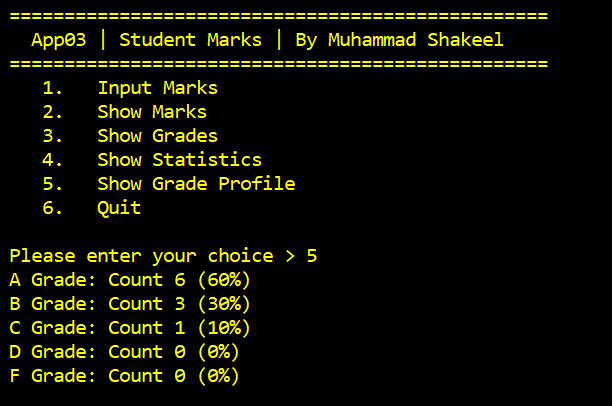 =================================================
App03 | Student Marks | By Muhammad Shakeel
=================================================
1. Input Marks
2. Show Marks
3. Show Grades
4. Show Statistics
5. Show Grade Profile
6. Quit
Please enter your choice > 5
A Grade: Count 6 (60%)
B Grade: Count 3 (30%)
C Grade: Count 1 (10%)
D Grade: Count 0 (0%)
F Grade: Count 0 (0%)